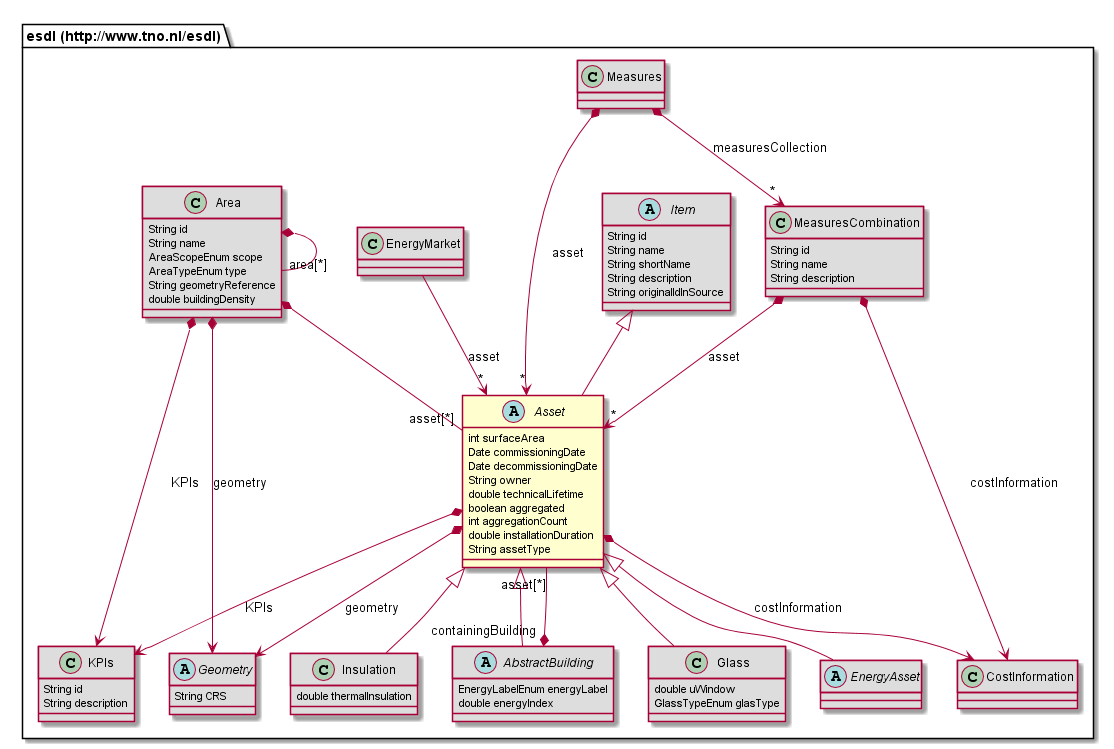 esdl (http://www.tno.nl/esdl)
C Measures
measuresCollection
*
C Area
String id
String name
AreaScopeEnum scope
AreaTypeEnum type
String geometryReference
double buildingDensity
area[*]
C EnergyMarket
asset
*
asset
*
A Item
String id
String name
String shortName
String description
String originalIdInSource
C MeasuresCombination
String id
String name
String description
asset
*
asset[*]
A Asset
int surfaceArea
Date commissioningDate
Date decommissioningDate
String owner
double technicalLifetime
boolean aggregated
int aggregationCount
double installationDuration
String assetType
KPIs
geometry
costInformation
asset[*]
KPIs
geometry
containingBuilding
costInformation
C KPIs
String id
String description
A Geometry
String CRS
C Insulation
double thermalInsulation
A AbstractBuilding
EnergyLabelEnum energyLabel
double energyIndex
C Glass
double uWindow
GlassTypeEnum glasType
A EnergyAsset
C CostInformation